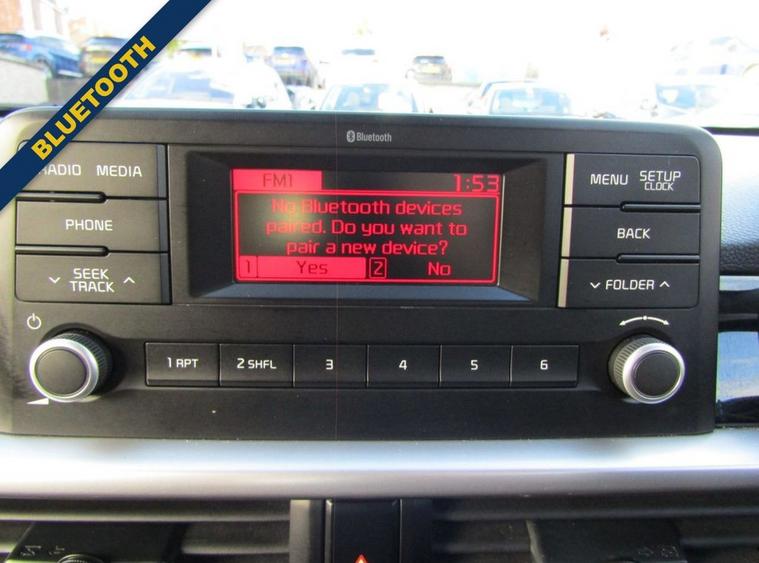 BLUETOOTH
Bluetooth
RADIO MEDIA
FM1 1:53
MENU SETUP
CLOCK
No Bluetooth devices
paired. Do you want to
pair a new device?
PHONE
BACK
1 Yes 2 No
SEEK
TRACK
FOLDER
1 RPT 2 SHFL 3 4 5 6